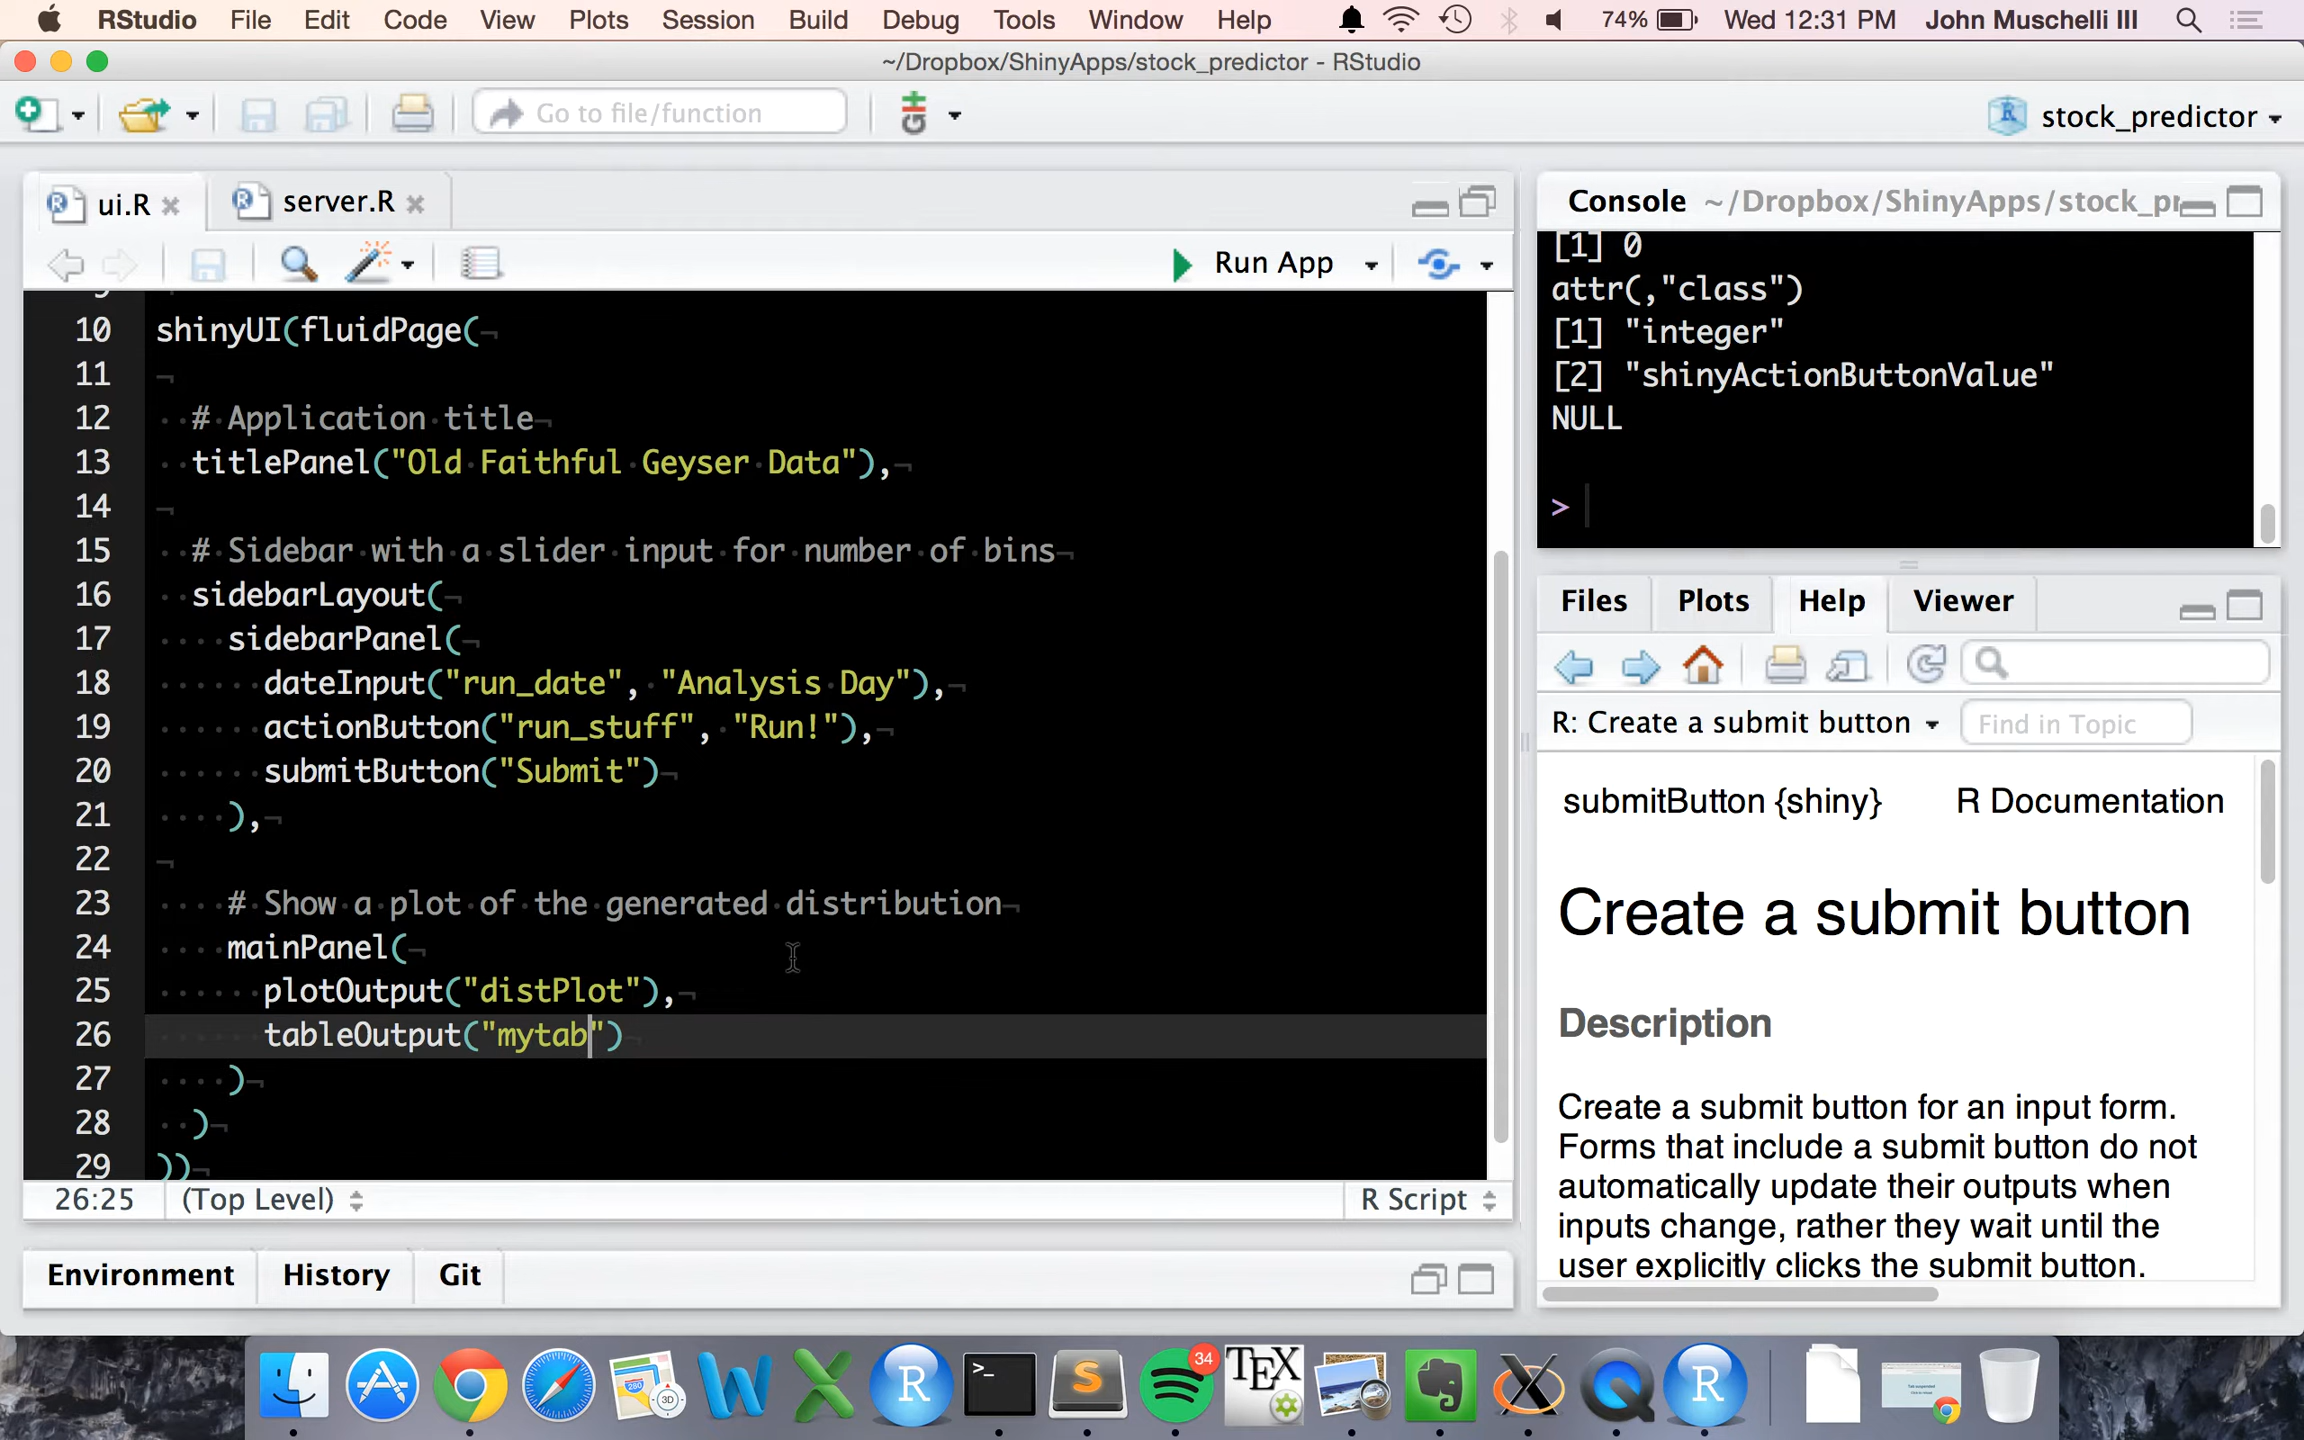 RStudio File Edit Code View Plots Session Build Debug Tools Window Help 74% Wed 12:31 PM John Muschelli III
~/Dropbox/ShinyApps/stock_predictor - RStudio
Go to file/function
stock_predictor
ui.R server.R
Run App
10 shinyUI(fluidPage(
11
12 # Application title
13 titlePanel("Old Faithful Geyser Data"),
14
15 # Sidebar with a slider input for number of bins
16 sidebarLayout(
17 sidebarPanel(
18 dateInput("run_date", "Analysis Day"),
19 actionButton("run_stuff", "Run!"),
20 submitButton("Submit")
21 ),
22
23 # Show a plot of the generated distribution
24 mainPanel(
25 plotOutput("distPlot"),
26 tableOutput("mytab")
27 )
28 )
29 ))
26:25 (Top Level) R Script
Environment History Git
Console ~/Dropbox/ShinyApps/stock_pr
[1] 0
attr(,"class")
[1] "integer"
[2] "shinyActionButtonValue"
NULL
>
Files Plots Help Viewer
R: Create a submit button Find in Topic
submitButton {shiny} R Documentation
Create a submit button
Description
Create a submit button for an input form.
Forms that include a submit button do not
automatically update their outputs when
inputs change, rather they wait until the
user explicitly clicks the submit button.
280
3D
W
R
>_
S
34
TEX
X
R